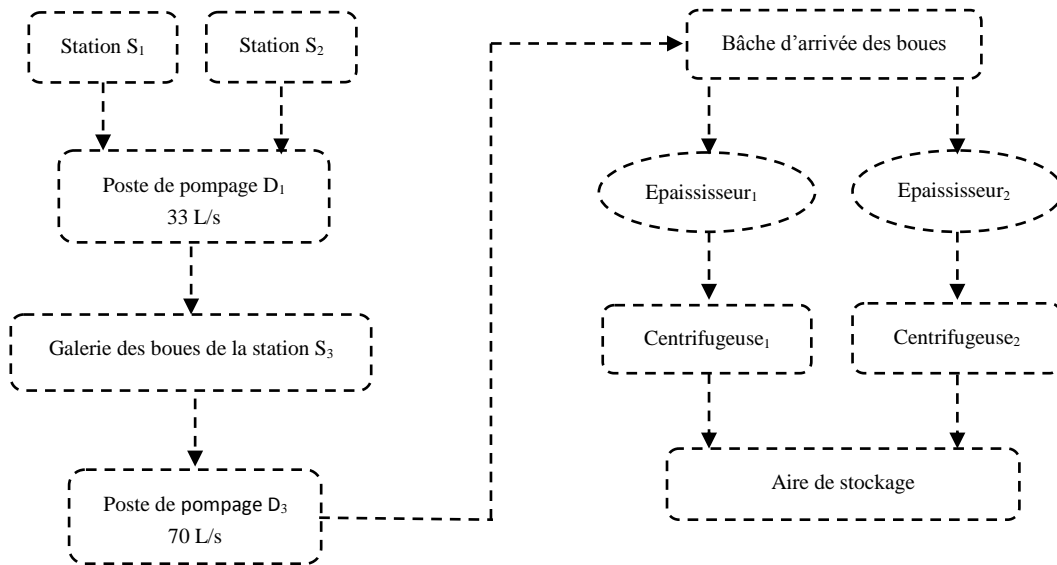 Station S₁
Station S₂
Poste de pompage D₁
33 L/s
Galerie des boues de la station S₃
Poste de pompage D₃
70 L/s
Bâche d’arrivée des boues
Epaississeur₁
Epaississeur₂
Centrifugeuse₁
Centrifugeuse₂
Aire de stockage